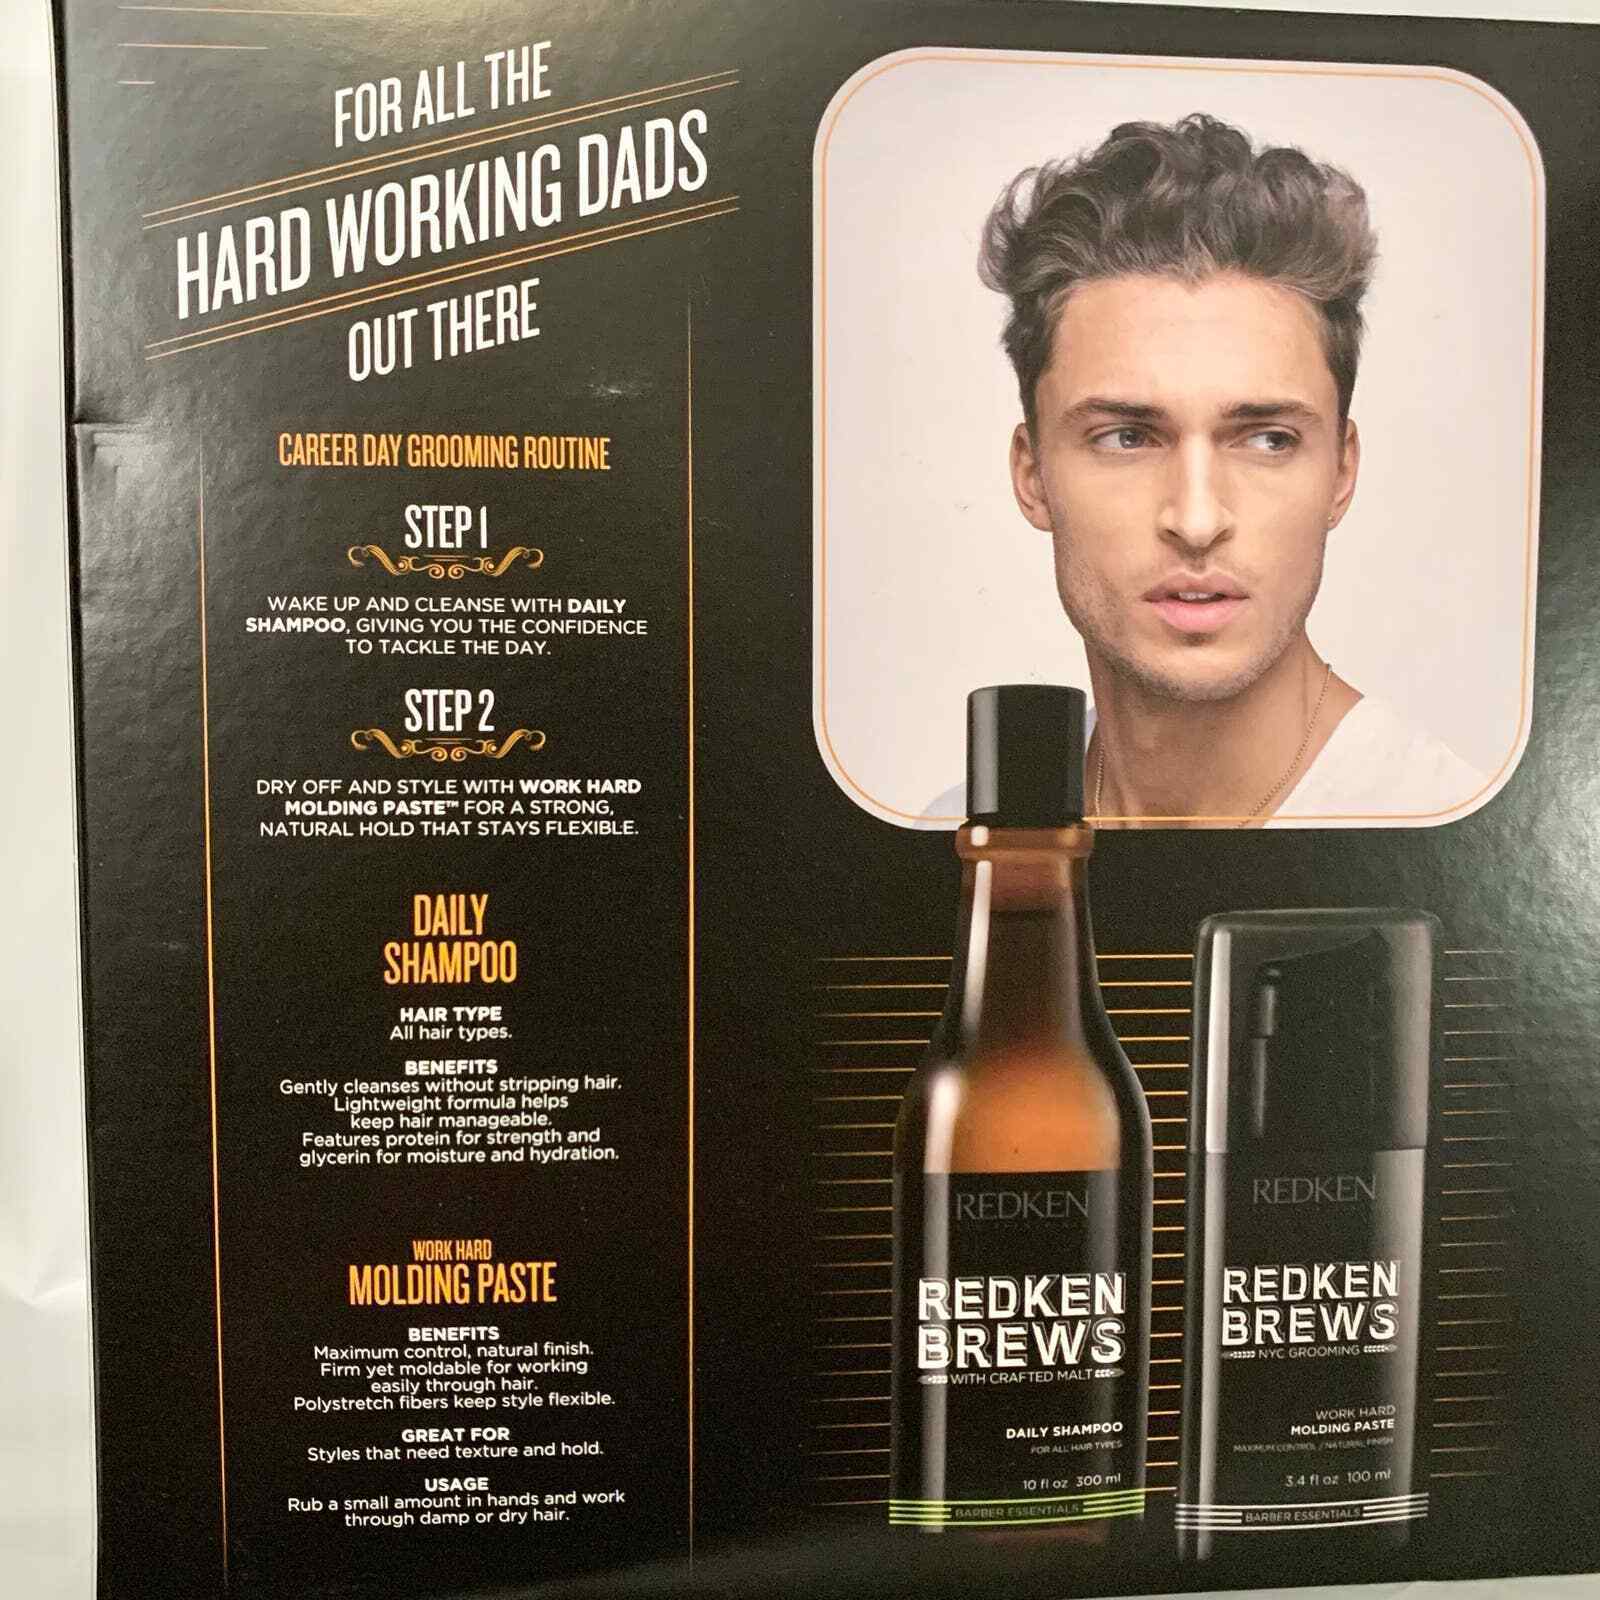 FOR ALL THE
HARD WORKING DADS
OUT THERE
CAREER DAY GROOMING ROUTINE
STEP 1
WAKE UP AND CLEANSE WITH DAILY
SHAMPOO, GIVING YOU THE CONFIDENCE
TO TACKLE THE DAY.
STEP 2
DRY OFF AND STYLE WITH WORK HARD
MOLDING PASTE™ FOR A STRONG,
NATURAL HOLD THAT STAYS FLEXIBLE.
DAILY
SHAMPOO
HAIR TYPE
All hair types.
BENEFITS
Gently cleanses without stripping hair.
Lightweight formula helps
keep hair manageable.
Features protein for strength and
glycerin for moisture and hydration.
WORK HARD
MOLDING PASTE
BENEFITS
Maximum control, natural finish.
Firm yet moldable for working
easily through hair.
Polystretch fibers keep style flexible.
GREAT FOR
Styles that need texture and hold.
USAGE
Rub a small amount in hands and work
through damp or dry hair.
REDKEN
REDKEN
BREWS
WITH CRAFTED MALT
DAILY SHAMPOO
FOR ALL HAIR TYPES
10 fl oz 300 ml
BARBER ESSENTIALS
REDKEN
REDKEN
BREWS
NYC GROOMING
WORK HARD
MOLDING PASTE
MAXIMUM CONTROL / NATURAL FINISH
3.4 fl oz 100 ml
BARBER ESSENTIALS